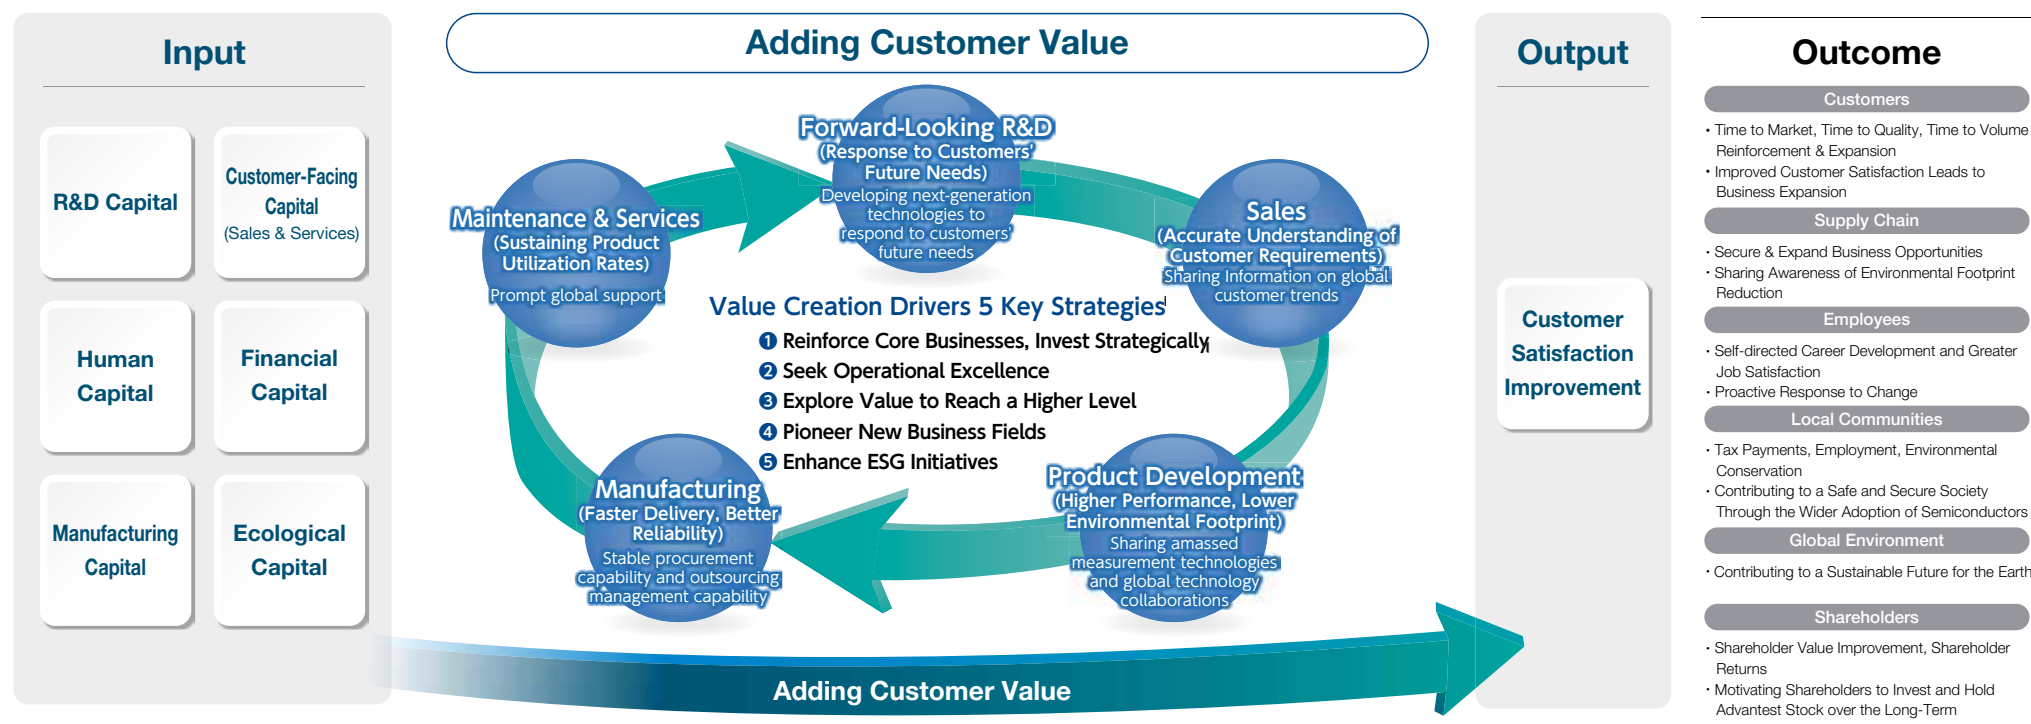 Input
R&D Capital
Customer-Facing
Capital
(Sales & Services)
Human
Capital
Financial
Capital
Manufacturing
Capital
Ecological
Capital
Adding Customer Value
Forward-Looking R&D
(Response to Customers'
Future Needs)
Developing next-generation
technologies to
respond to customers'
future needs
Sales
(Accurate Understanding of
Customer Requirements)
Sharing Information on global
customer trends
Product Development
(Higher Performance, Lower
Environmental Footprint)
Sharing amassed
measurement technologies
and global technology
collaborations
Manufacturing
(Faster Delivery, Better
Reliability)
Stable procurement
capability and outsourcing
management capability
Maintenance & Services
(Sustaining Product
Utilization Rates)
Prompt global support
Value Creation Drivers 5 Key Strategies
❶ Reinforce Core Businesses, Invest Strategically
❷ Seek Operational Excellence
❸ Explore Value to Reach a Higher Level
❹ Pioneer New Business Fields
❺ Enhance ESG Initiatives
Adding Customer Value
Output
Customer
Satisfaction
Improvement
Outcome
Customers
・Time to Market, Time to Quality, Time to Volume
Reinforcement & Expansion
・Improved Customer Satisfaction Leads to
Business Expansion
Supply Chain
・Secure & Expand Business Opportunities
・Sharing Awareness of Environmental Footprint
Reduction
Employees
・Self-directed Career Development and Greater
Job Satisfaction
・Proactive Response to Change
Local Communities
・Tax Payments, Employment, Environmental
Conservation
・Contributing to a Safe and Secure Society
Through the Wider Adoption of Semiconductors
Global Environment
・Contributing to a Sustainable Future for the Earth
Shareholders
・Shareholder Value Improvement, Shareholder
Returns
・Motivating Shareholders to Invest and Hold
Advantest Stock over the Long-Term